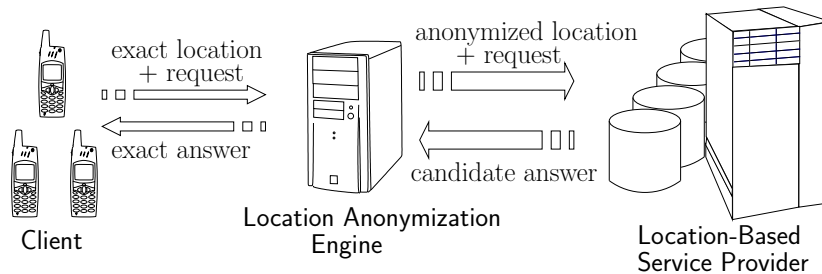 exact location
+ request
exact answer
anonymized location
+ request
candidate answer
Client
Location Anonymization
Engine
Location-Based
Service Provider